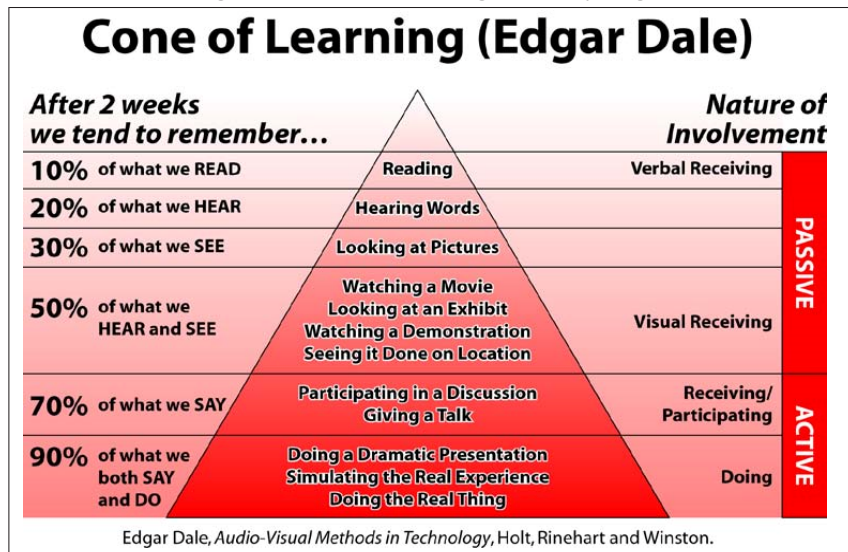 Cone of Learning (Edgar Dale)
After 2 weeks
we tend to remember...
Nature of
Involvement
10% of what we READ
Reading
Verbal Receiving
20% of what we HEAR
Hearing Words
30% of what we SEE
Looking at Pictures
50% of what we
HEAR and SEE
Watching a Movie
Looking at an Exhibit
Watching a Demonstration
Seeing it Done on Location
Visual Receiving
PASSIVE
70% of what we SAY
Participating in a Discussion
Giving a Talk
Receiving/
Participating
90% of what we
both SAY
and DO
Doing a Dramatic Presentation
Simulating the Real Experience
Doing the Real Thing
Doing
ACTIVE
Edgar Dale, Audio-Visual Methods in Technology, Holt, Rinehart and Winston.